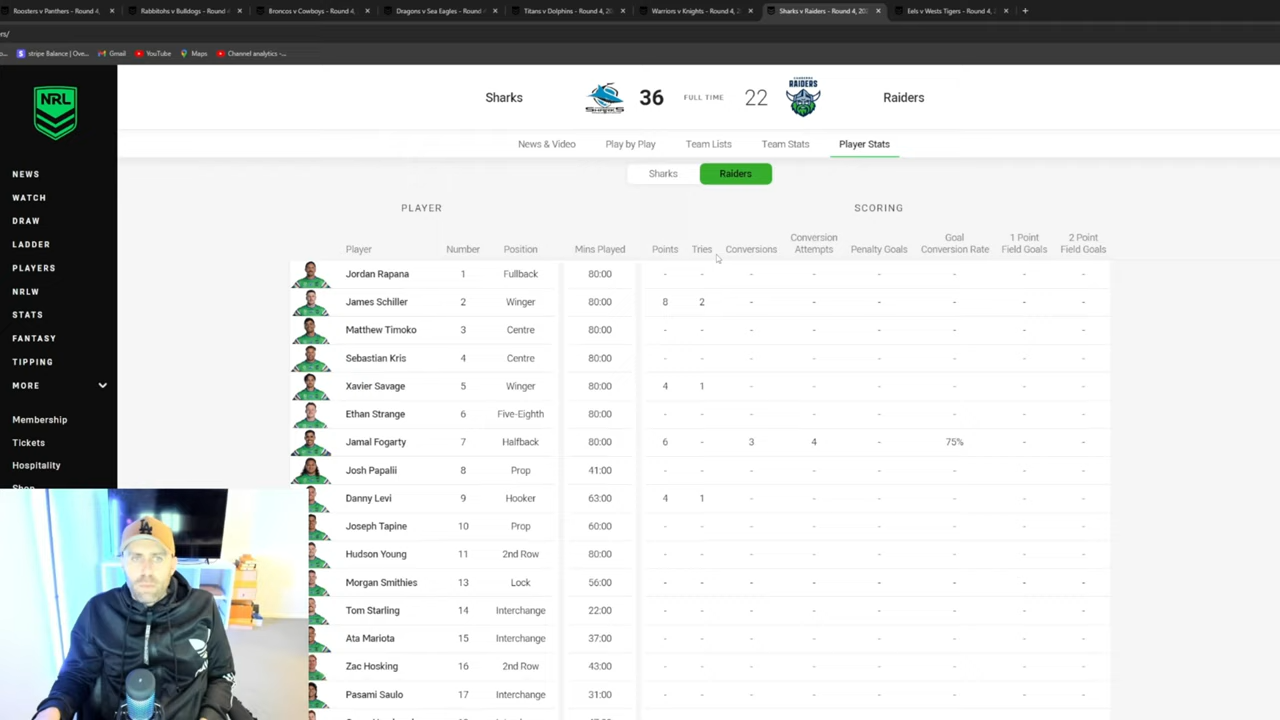 Roosters v Panthers - Round 4, × Rabbitohs v Bulldogs - Round 4 × Broncos v Cowboys - Round 4, × Dragons v Sea Eagles - Round 4, × Titans v Dolphins - Round 4, × Warriors v Knights - Round 4, 2 × Sharks v Raiders - Round 4, 20 × Eels v Wests Tigers - Round 4, × +
rs/
stripe Balance | Ove... Gmail YouTube Maps Channel analytics -...
NRL
Sharks SHARKS 36 FULL TIME 22 RAIDERS Raiders
News & Video Play by Play Team Lists Team Stats Player Stats
Sharks Raiders
NEWS
WATCH
DRAW
LADDER
PLAYERS
NRLW
STATS
FANTASY
TIPPING
MORE
Membership
Tickets
Hospitality
PLAYER SCORING
Player Number Position Mins Played Points Tries Conversions Conversion Attempts Penalty Goals Goal Conversion Rate 1 Point Field Goals 2 Point Field Goals
Jordan Rapana 1 Fullback 80:00 - - - - - - - -
James Schiller 2 Winger 80:00 8 2 - - - - - -
Matthew Timoko 3 Centre 80:00 - - - - - - - -
Sebastian Kris 4 Centre 80:00 - - - - - - - -
Xavier Savage 5 Winger 80:00 4 1 - - - - - -
Ethan Strange 6 Five-Eighth 80:00 - - - - - - - -
Jamal Fogarty 7 Halfback 80:00 6 - 3 4 - 75% - -
Josh Papalii 8 Prop 41:00 - - - - - - - -
Danny Levi 9 Hooker 63:00 4 1 - - - - - -
Joseph Tapine 10 Prop 60:00 - - - - - - - -
Hudson Young 11 2nd Row 80:00 - - - - - - - -
Morgan Smithies 13 Lock 56:00 - - - - - - - -
Tom Starling 14 Interchange 22:00 - - - - - - - -
Ata Mariota 15 Interchange 37:00 - - - - - - - -
Zac Hosking 16 2nd Row 43:00 - - - - - - - -
Pasami Saulo 17 Interchange 31:00 - - - - - - - -
LA